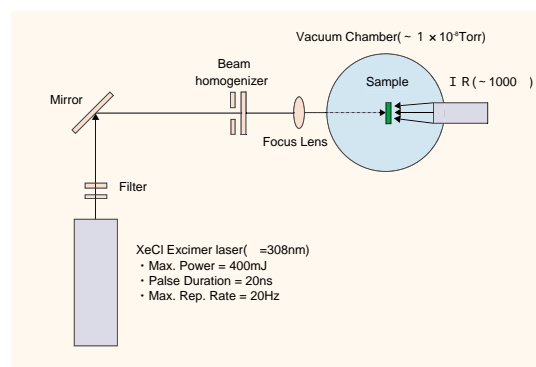 Vacuum Chamber(~ 1 ×10⁻⁸Torr)
Beam
homogenizer
Sample
I R(~1000 )
Mirror
Focus Lens
Filter
XeCl Excimer laser( =308nm)
・Max. Power = 400mJ
・Palse Duration = 20ns
・Max. Rep. Rate = 20Hz